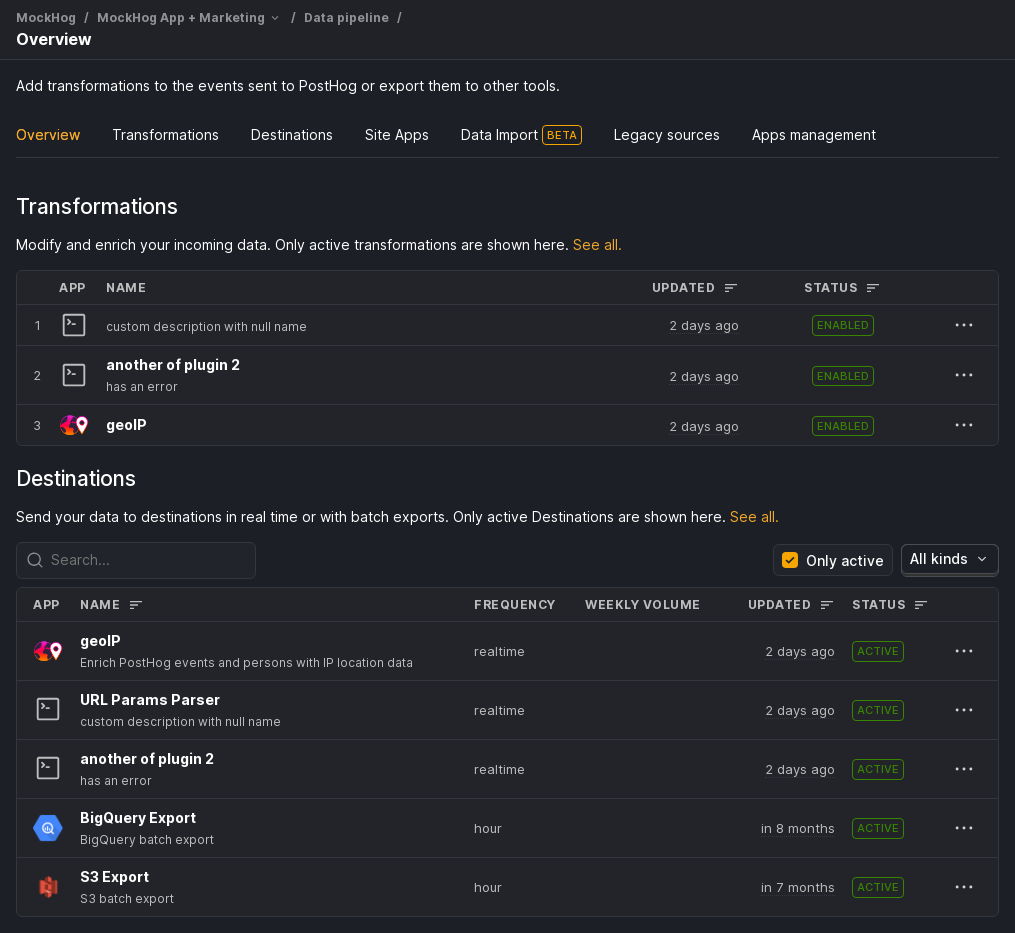 MockHog / MockHog App + Marketing / Data pipeline /
Overview
Add transformations to the events sent to PostHog or export them to other tools.
Overview Transformations Destinations Site Apps Data Import BETA Legacy sources Apps management
Transformations
Modify and enrich your incoming data. Only active transformations are shown here. See all.
APP NAME UPDATED STATUS
1 custom description with null name 2 days ago ENABLED
another of plugin 2
2 2 days ago ENABLED
has an error
3 geoIP 2 days ago ENABLED
Destinations
Send your data to destinations in real time or with batch exports. Only active Destinations are shown here. See all.
Search... Only active All kinds
APP NAME FREQUENCY WEEKLY VOLUME UPDATED STATUS
geoIP
Enrich PostHog events and persons with IP location data
realtime 2 days ago ACTIVE
URL Params Parser
custom description with null name
realtime 2 days ago ACTIVE
another of plugin 2
has an error
realtime 2 days ago ACTIVE
BigQuery Export
BigQuery batch export
hour in 8 months ACTIVE
S3 Export
S3 batch export
hour in 7 months ACTIVE